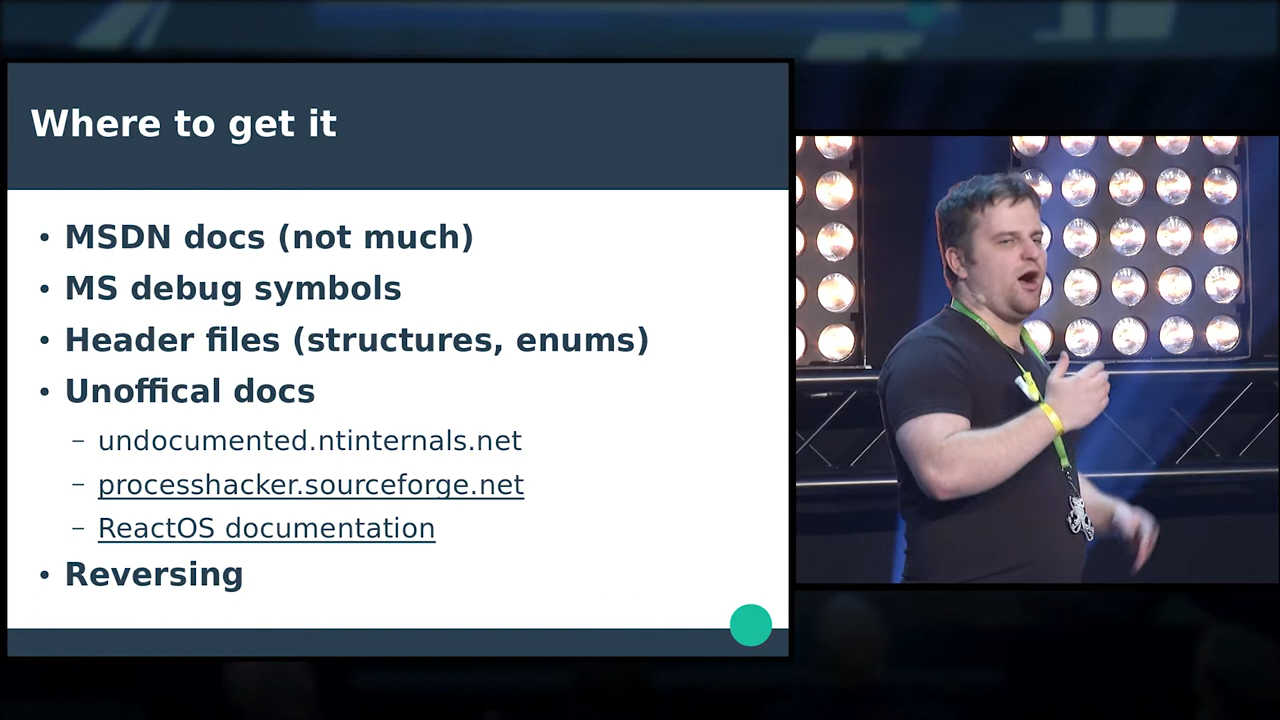 Where to get it
• MSDN docs (not much)
• MS debug symbols
• Header files (structures, enums)
• Unoffical docs
– undocumented.ntinternals.net
– processhacker.sourceforge.net
– ReactOS documentation
• Reversing